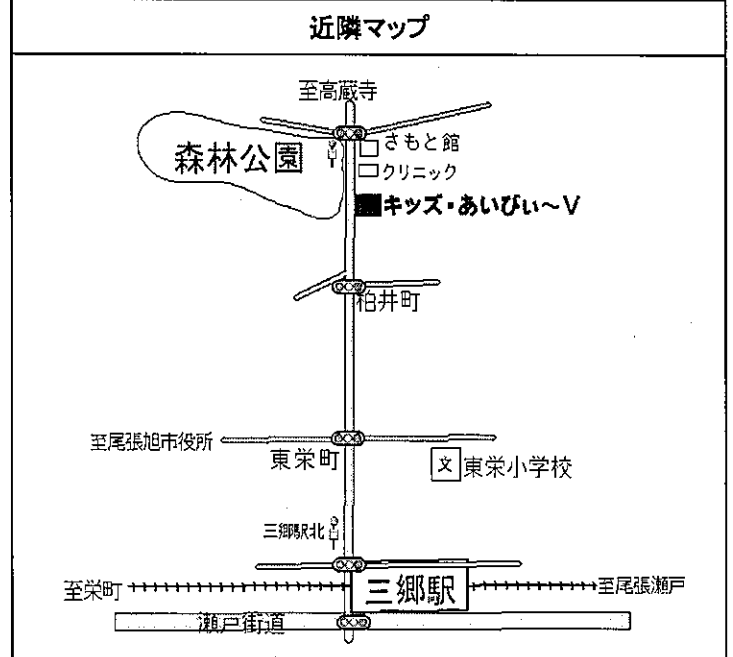 近隣マップ
至高蔵寺
森林公園
さもと館
クリニック
キッズ・あいびぃ～V
柏井町
至尾張旭市役所
東栄町
文
東栄小学校
三郷駅北
至栄町
三郷駅
至尾張瀬戸
瀬戸街道